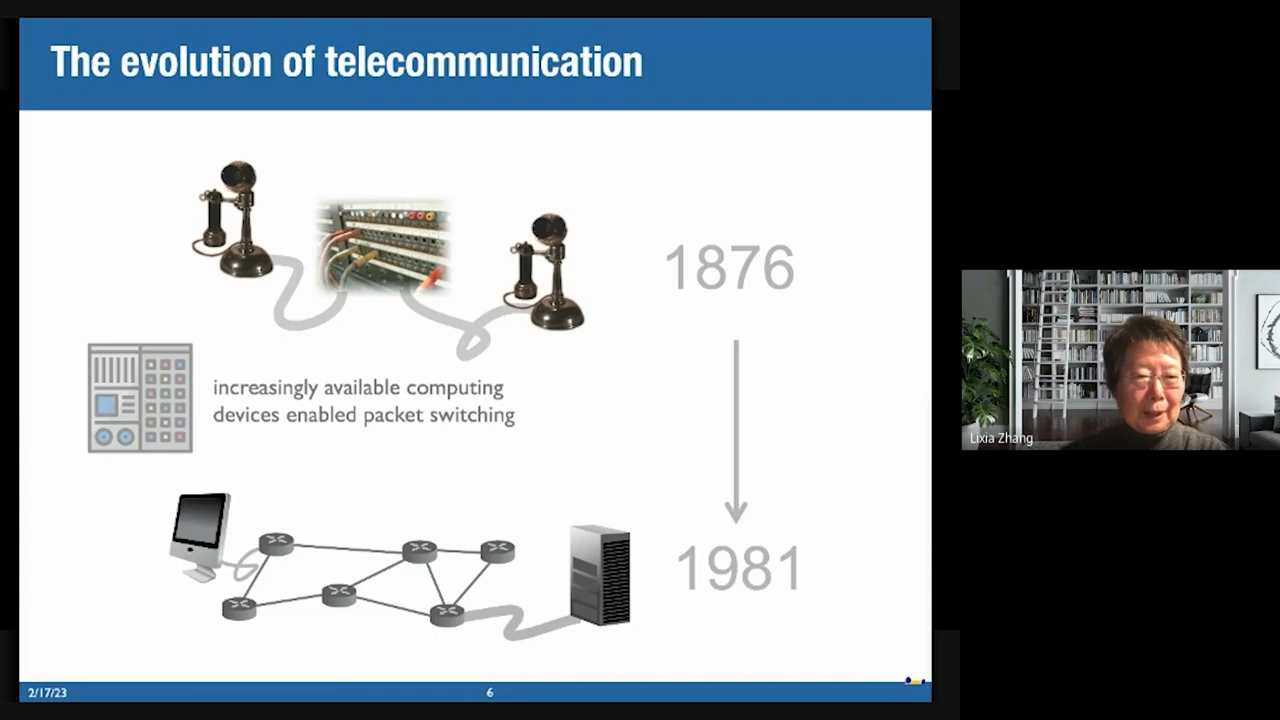 The evolution of telecommunication
1876
increasingly available computing
devices enabled packet switching
1981
Lixia Zhang
2/17/23
6